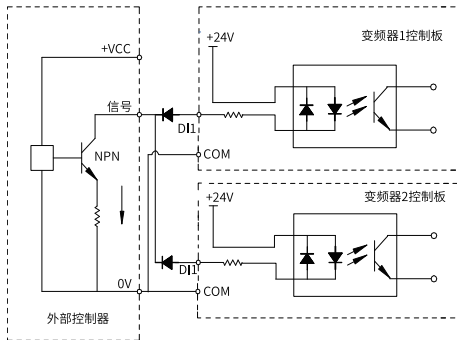 +VCC
信号
NPN
0V
外部控制器
+24V
变频器1控制板
DI1
COM
+24V
变频器2控制板
DI1
COM